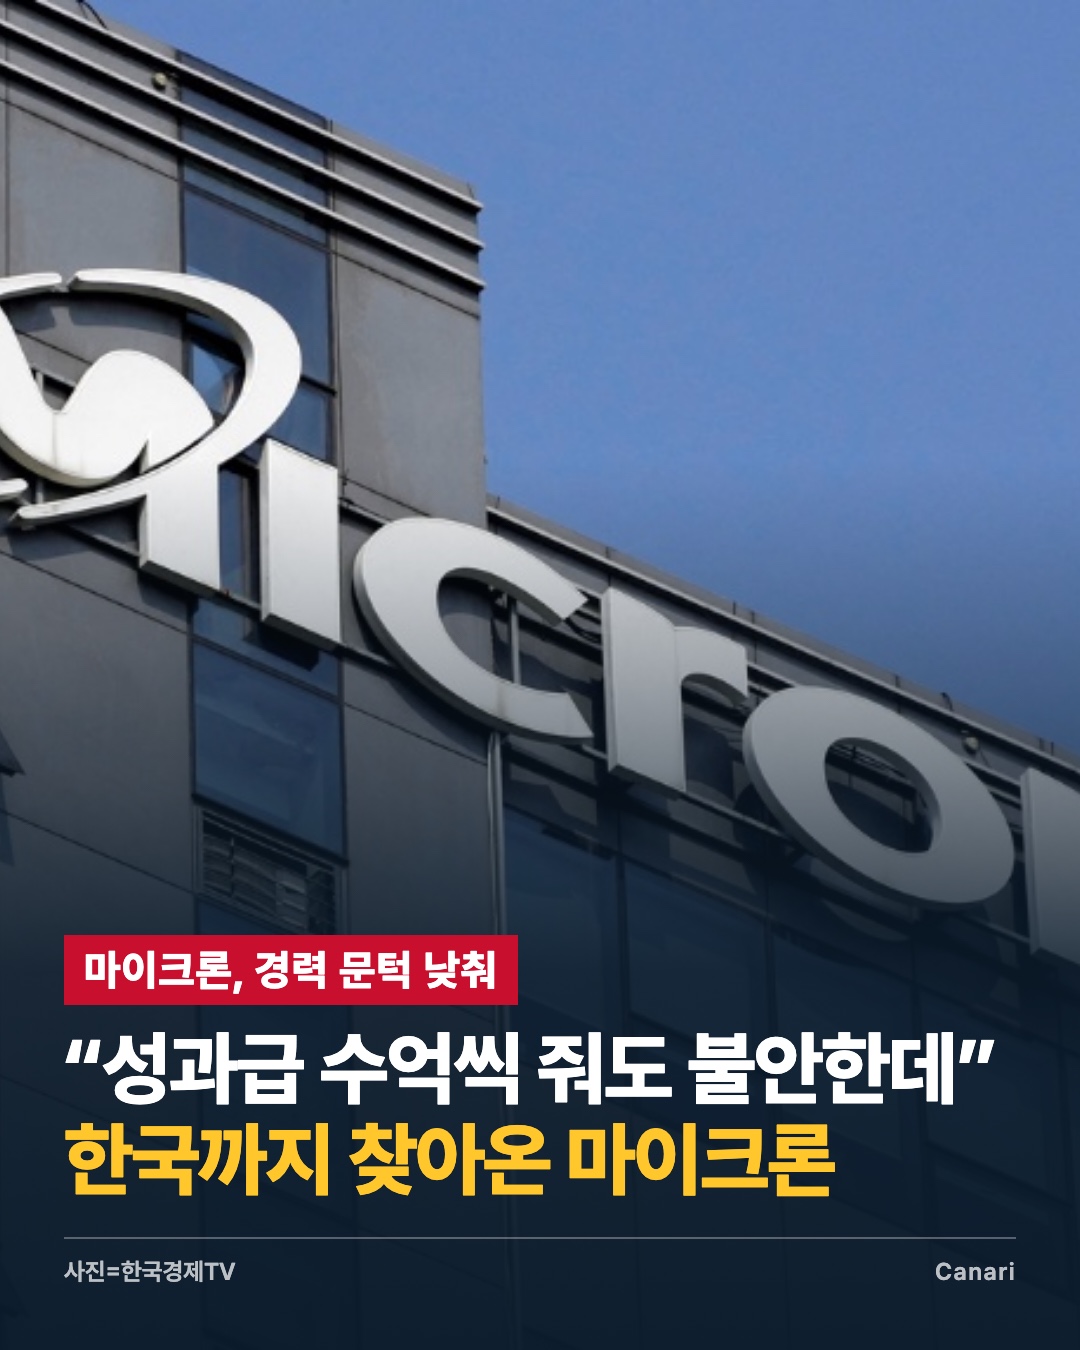 Micron
마이크론, 경력 문턱 낮춰
“성과급 수억씩 줘도 불안한데”
한국까지 찾아온 마이크론
사진=한국경제TV
Canari